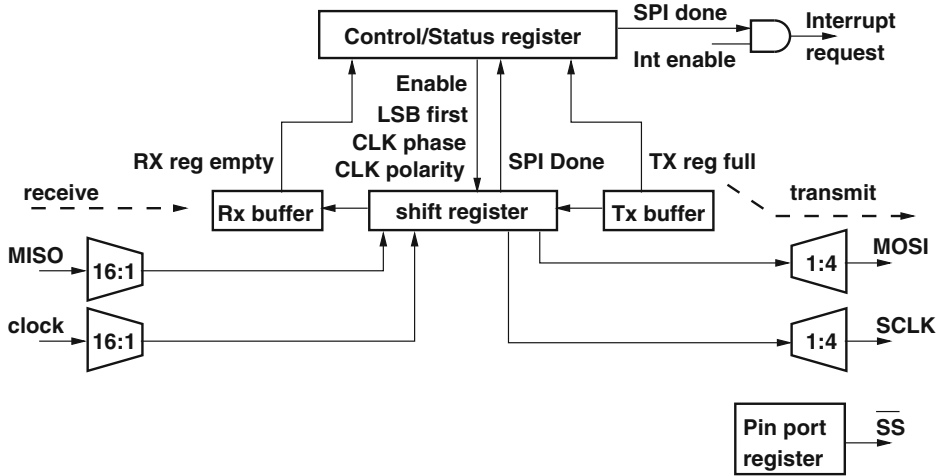 SPI done
Interrupt
request
Control/Status register
Int enable
Enable
LSB first
CLK phase
CLK polarity
RX reg empty
SPI Done
TX reg full
receive
transmit
Rx buffer
shift register
Tx buffer
MISO
16:1
1:4
MOSI
clock
16:1
1:4
SCLK
Pin port
register
SS